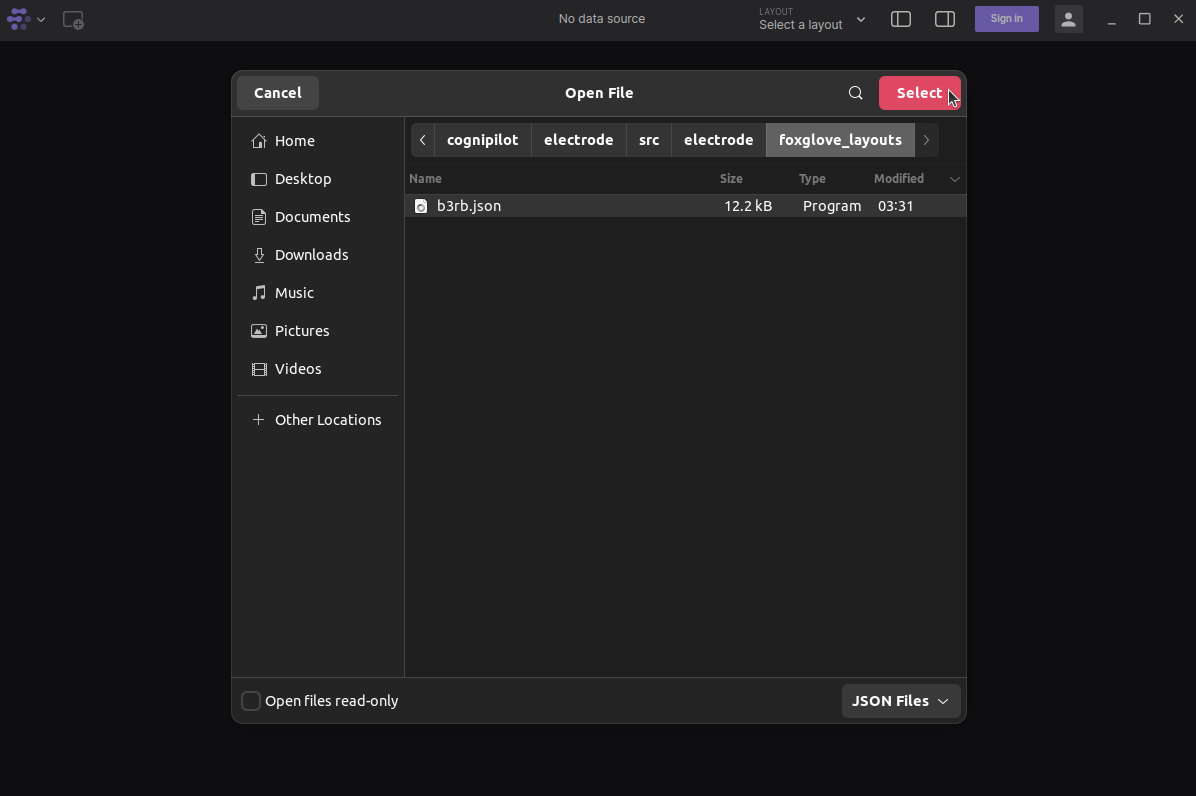 No data source
LAYOUT
Select a layout
Sign in
Cancel
Open File
Select
Home
Desktop
Documents
Downloads
Music
Pictures
Videos
Other Locations
cognipilot electrode src electrode foxglove_layouts
Name Size Type Modified
b3rb.json 12.2 kB Program 03:31
Open files read-only
JSON Files